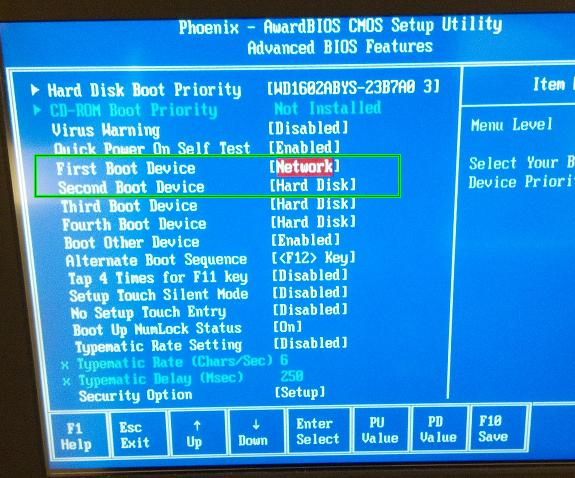 Phoenix - AwardBIOS CMOS Setup Utility
Advanced BIOS Features
Hard Disk Boot Priority [WD1602ABYS-23B7A0 3]
CD-ROM Boot Priority Not Installed
Virus Warning [Disabled]
Quick Power On Self Test [Enabled]
First Boot Device [Network]
Second Boot Device [Hard Disk]
Third Boot Device [Hard Disk]
Fourth Boot Device [Hard Disk]
Boot Other Device [Enabled]
Alternate Boot Sequence [<F12> Key]
Tap 4 Times for F11 key [Disabled]
Setup Touch Silent Mode [Disabled]
No Setup Touch Entry [Disabled]
Boot Up NumLock Status [On]
Typematic Rate Setting [Disabled]
x Typematic Rate (Chars/Sec) 6
x Typematic Delay (Msec) 250
Security Option [Setup]
Item
Menu Level
Select Your B
Device Priori
F1 Help
Esc Exit
↑ Up
↓ Down
Enter Select
PU Value
PD Value
F10 Save